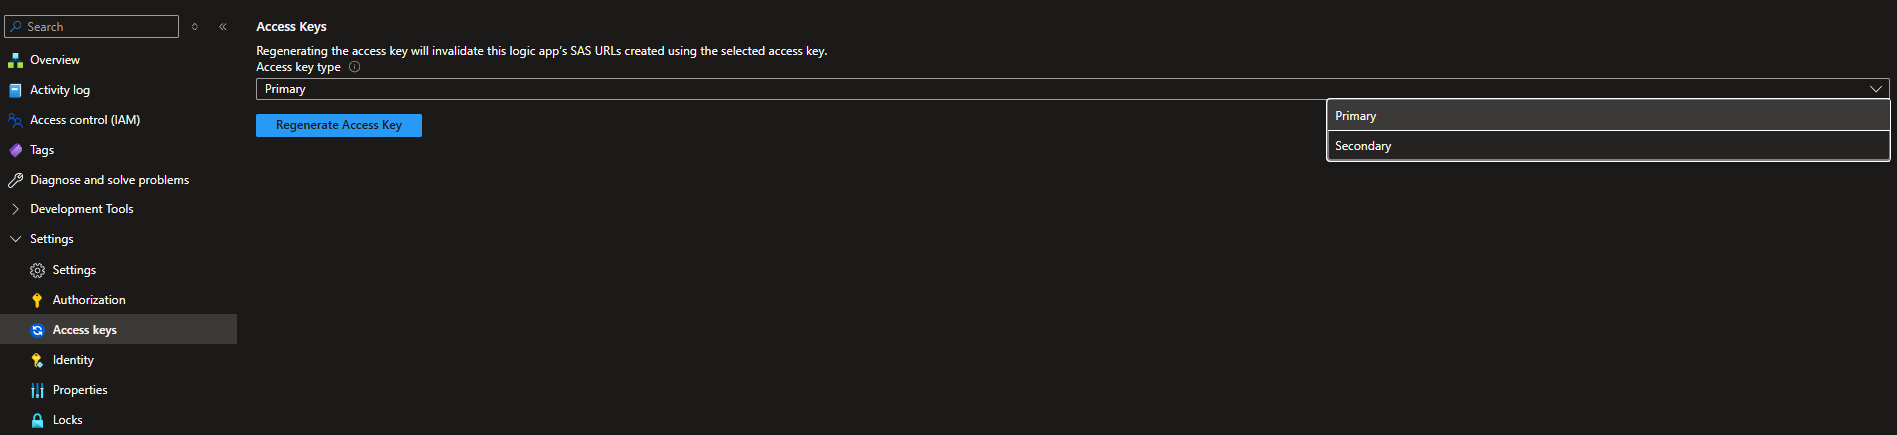 Search
Overview
Activity log
Access control (IAM)
Tags
Diagnose and solve problems
Development Tools
Settings
Settings
Authorization
Access keys
Identity
Properties
Locks
Access Keys
Regenerating the access key will invalidate this logic app's SAS URLs created using the selected access key.
Access key type
Primary
Regenerate Access Key
Primary
Secondary